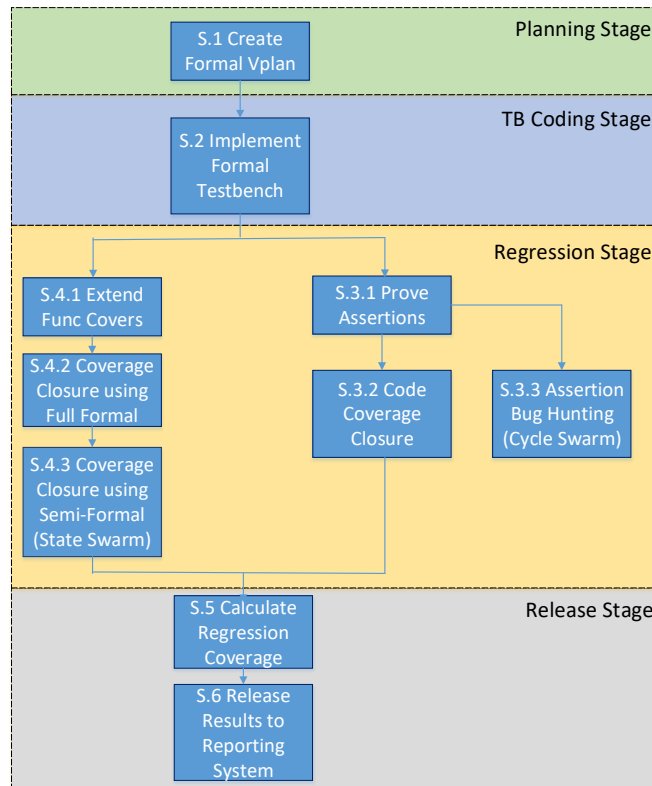 Planning Stage
S.1 Create
Formal Vplan
TB Coding Stage
S.2 Implement
Formal
Testbench
Regression Stage
S.4.1 Extend
Func Covers
S.3.1 Prove
Assertions
S.4.2 Coverage
Closure using
Full Formal
S.3.2 Code
Coverage
Closure
S.3.3 Assertion
Bug Hunting
(Cycle Swarm)
S.4.3 Coverage
Closure using
Semi-Formal
(State Swarm)
Release Stage
S.5 Calculate
Regression
Coverage
S.6 Release
Results to
Reporting
System